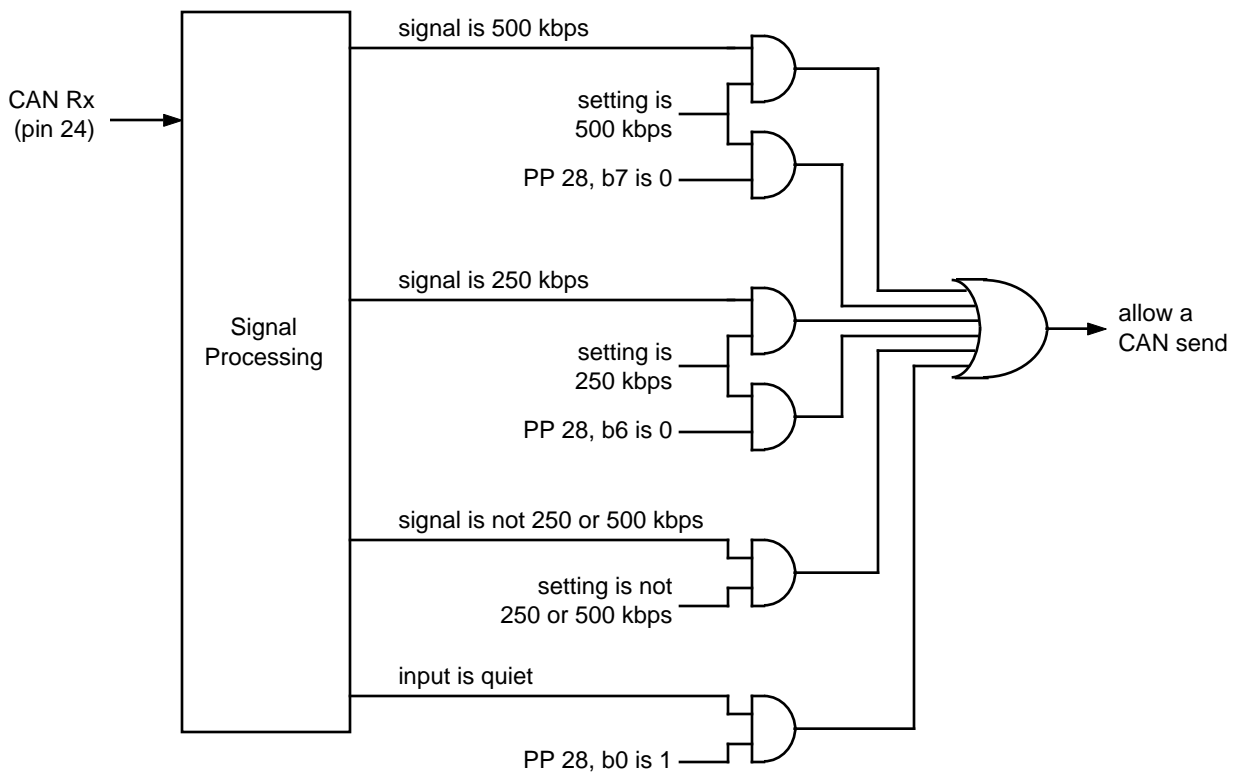 signal is 500 kbps
CAN Rx
(pin 24)
setting is
500 kbps
PP 28, b7 is 0
signal is 250 kbps
Signal
Processing
allow a
CAN send
setting is
250 kbps
PP 28, b6 is 0
signal is not 250 or 500 kbps
setting is not
250 or 500 kbps
input is quiet
PP 28, b0 is 1